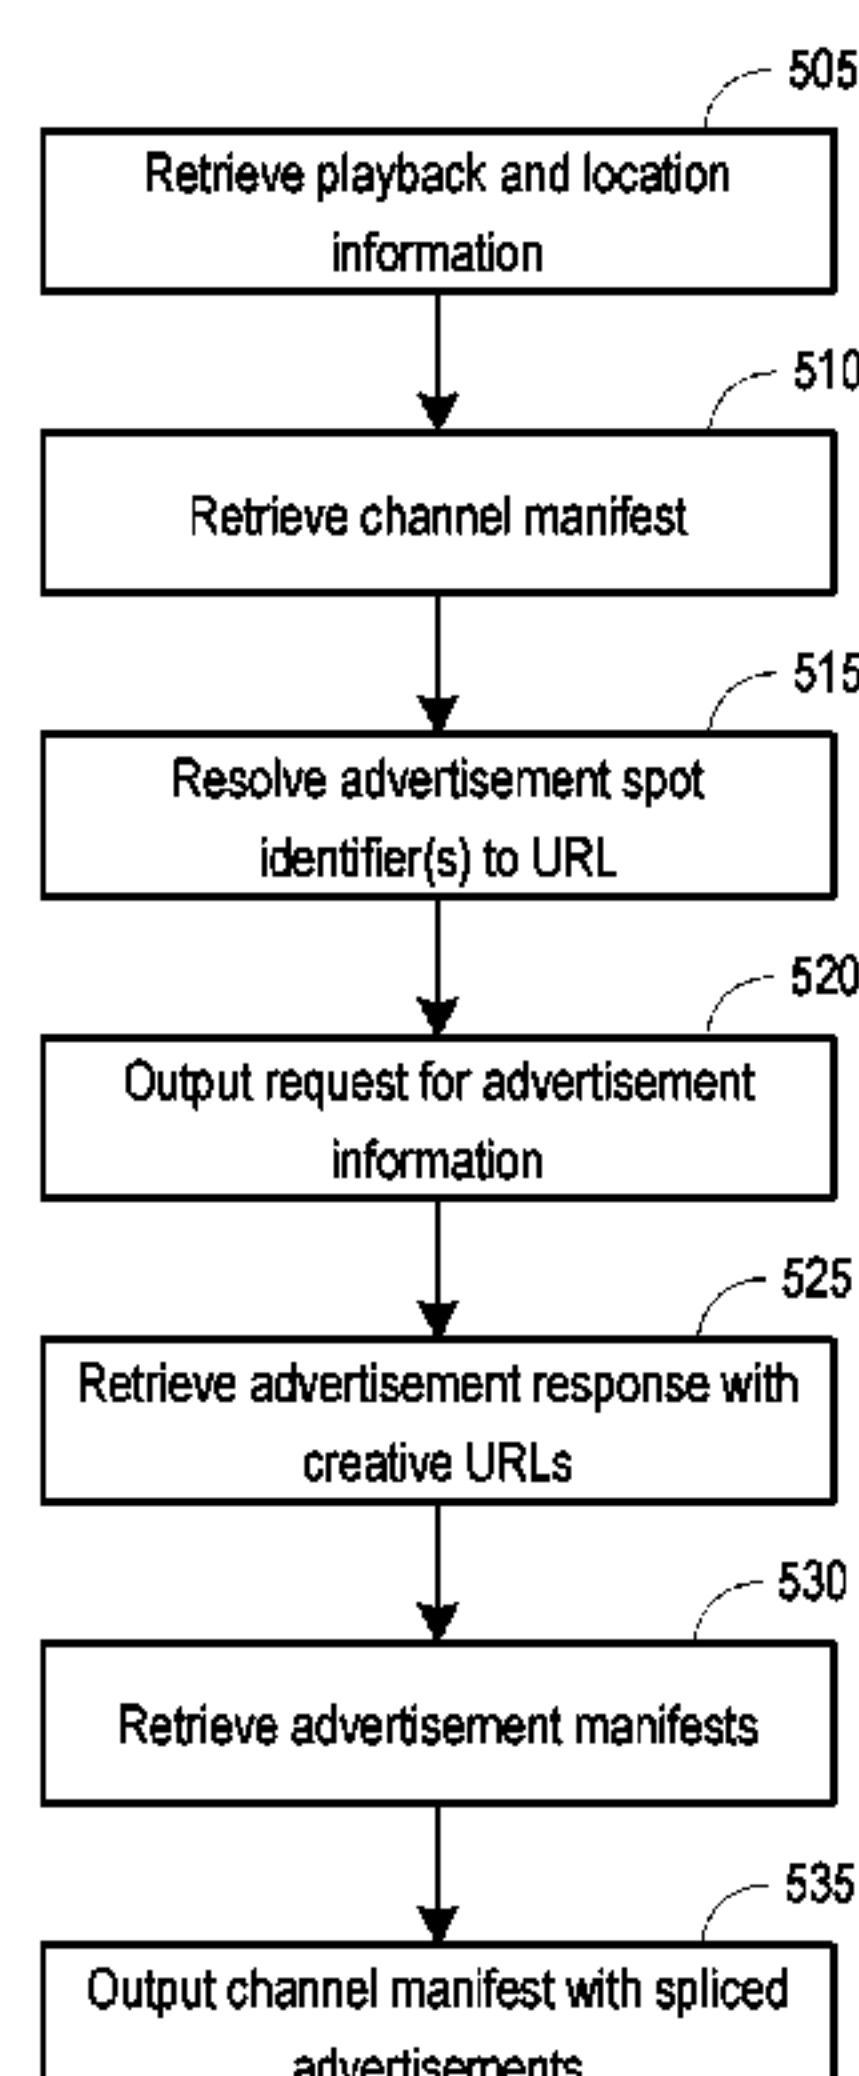 505
Retrieve playback and location
information
510
Retrieve channel manifest
515
Resolve advertisement spot
identifier(s) to URL
520
Output request for advertisement
information
525
Retrieve advertisement response with
creative URLs
530
Retrieve advertisement manifests
535
Output channel manifest with spliced
advertisements